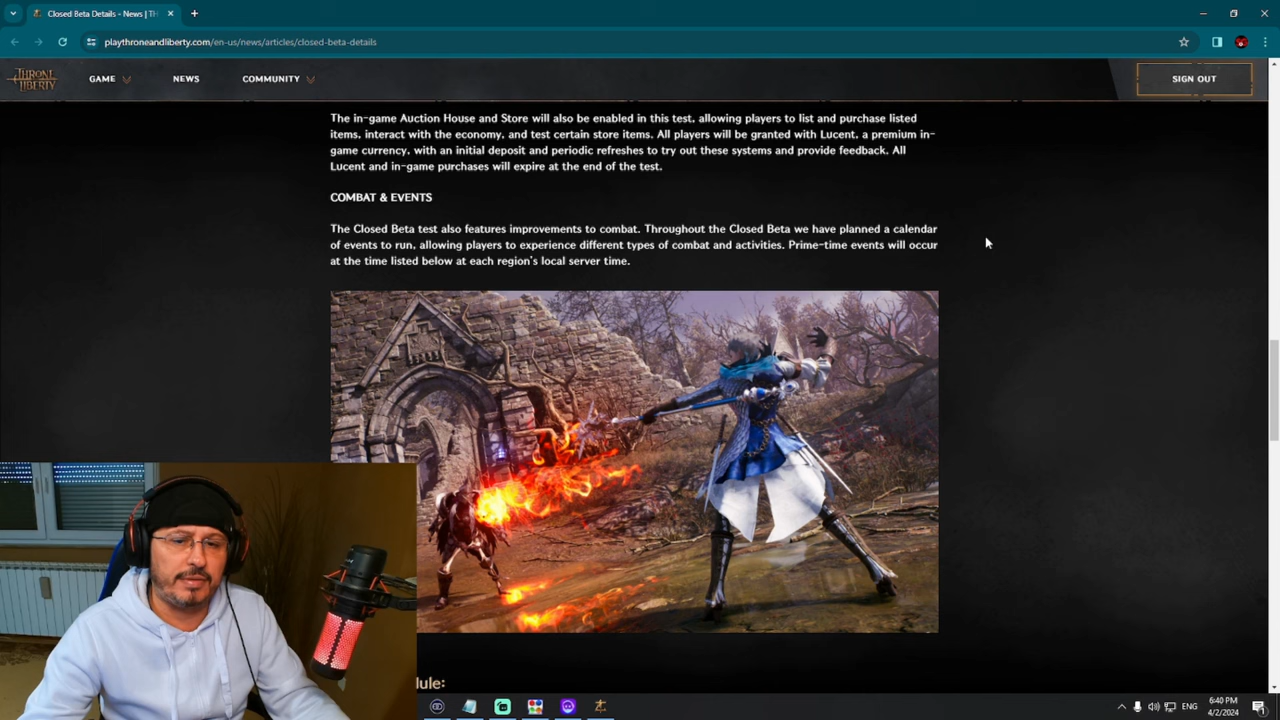 Closed Beta Details - News | TH
playthroneandliberty.com/en-us/news/articles/closed-beta-details
THRONE
LIBERTY
GAME
NEWS
COMMUNITY
SIGN OUT
The in-game Auction House and Store will also be enabled in this test, allowing players to list and purchase listed
items, interact with the economy, and test certain store items. All players will be granted with Lucent, a premium in-
game currency, with an initial deposit and periodic refreshes to try out these systems and provide feedback. All
Lucent and in-game purchases will expire at the end of the test.
COMBAT & EVENTS
The Closed Beta test also features improvements to combat. Throughout the Closed Beta we have planned a calendar
of events to run, allowing players to experience different types of combat and activities. Prime-time events will occur
at the time listed below at each region's local server time.
dule:
ENG
6:40 PM
4/2/2024